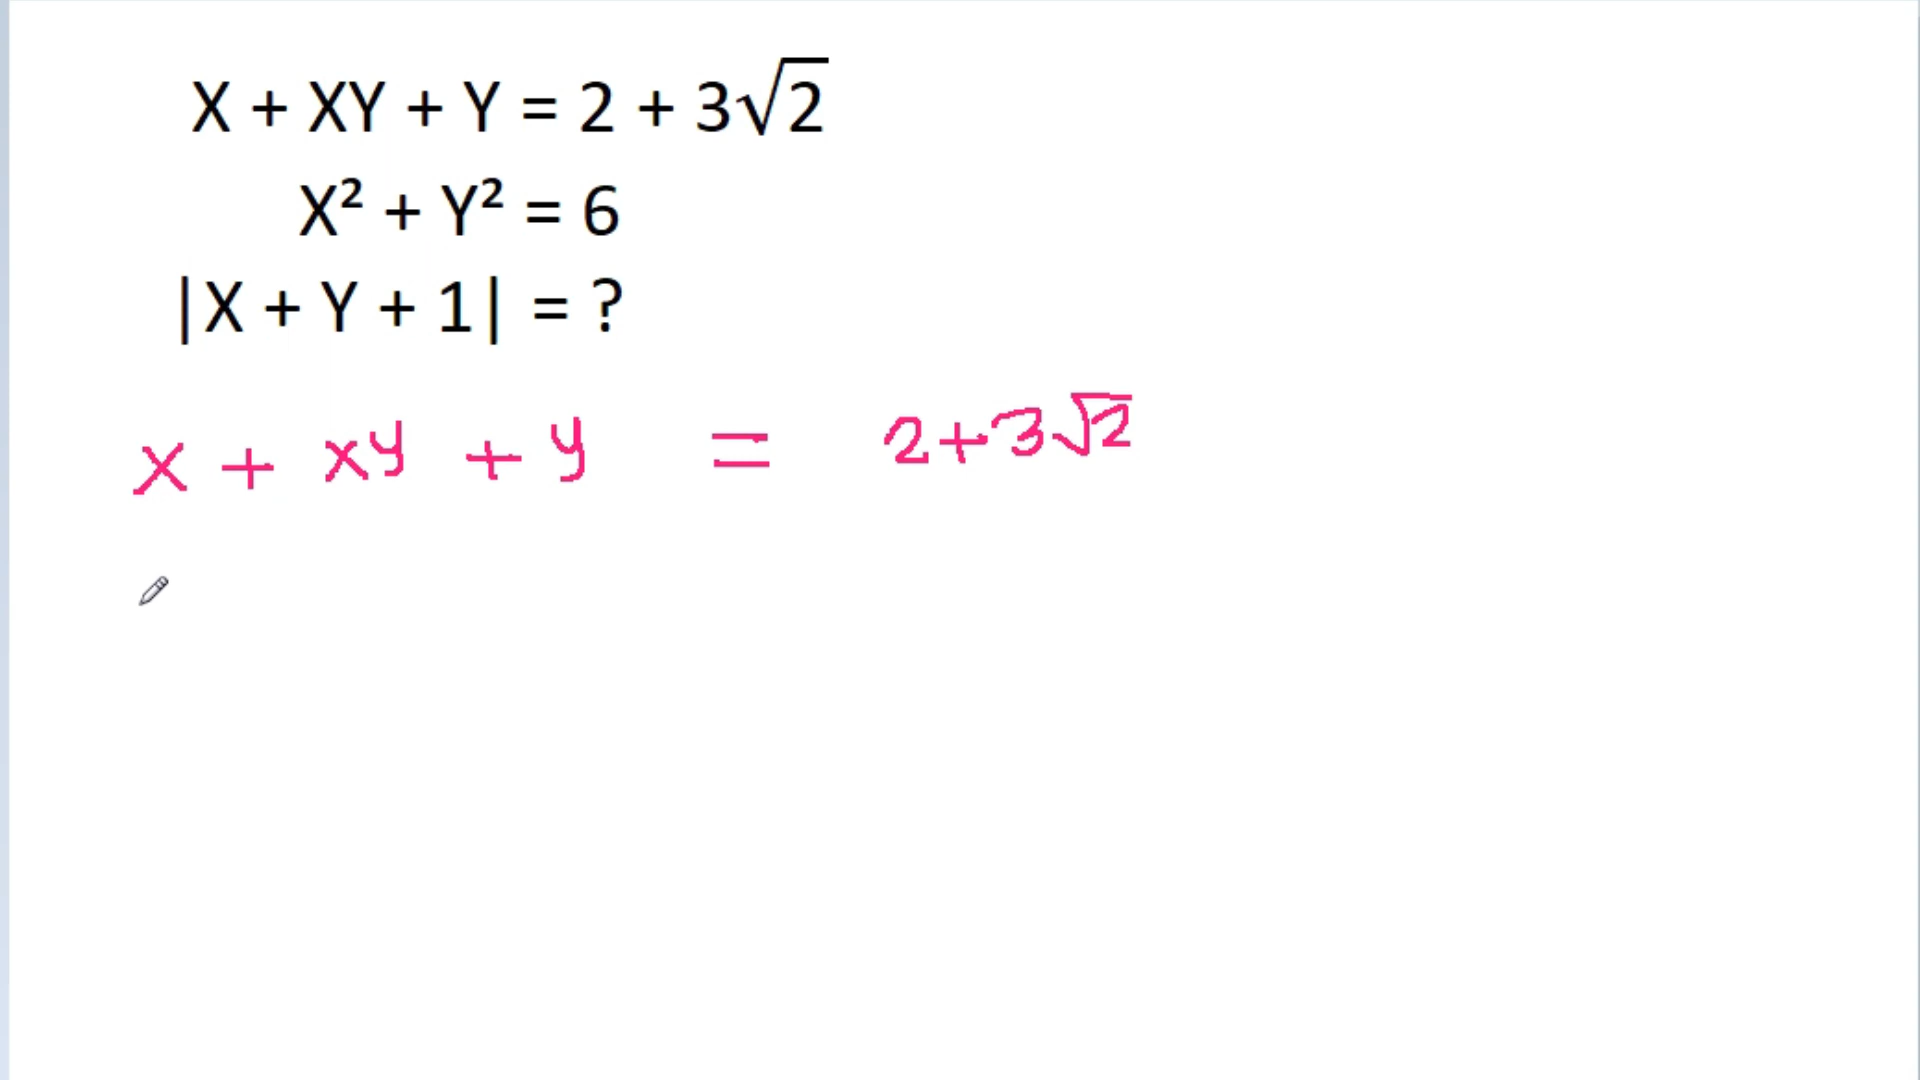 X + XY + Y = 2 + 3√2
X² + Y² = 6
|X + Y + 1| = ?
x + xy + y = 2+3√2